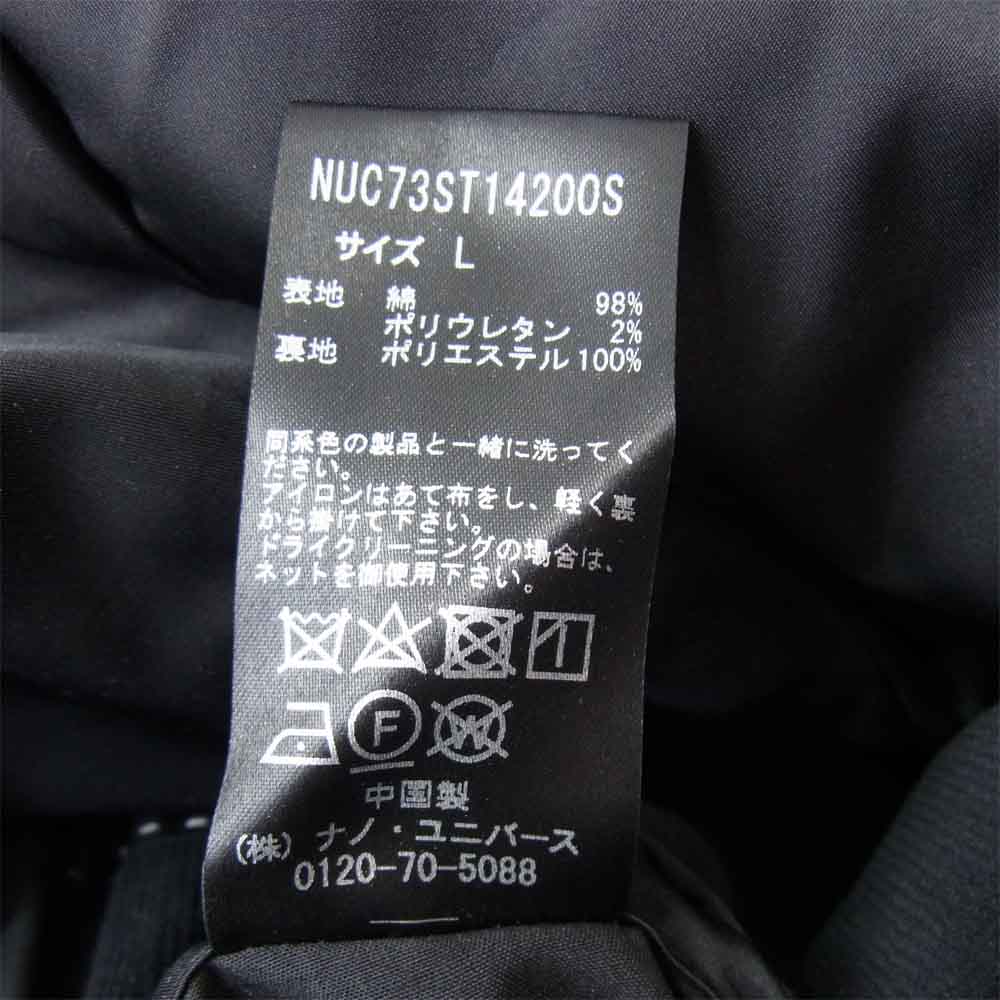 NUC73ST14200S
サイズ L
表地 綿 98%
ポリウレタン 2%
裏地 ポリエステル 100%
同系色の製品と一緒に洗ってく
ださい。
アイロンはあて布をし、軽く裏
から掛けて下さい。
ドライクリーニングの場合は、
ネットを御使用下さい。
F
W
中国製
(株) ナノ・ユニバース
0120-70-5088